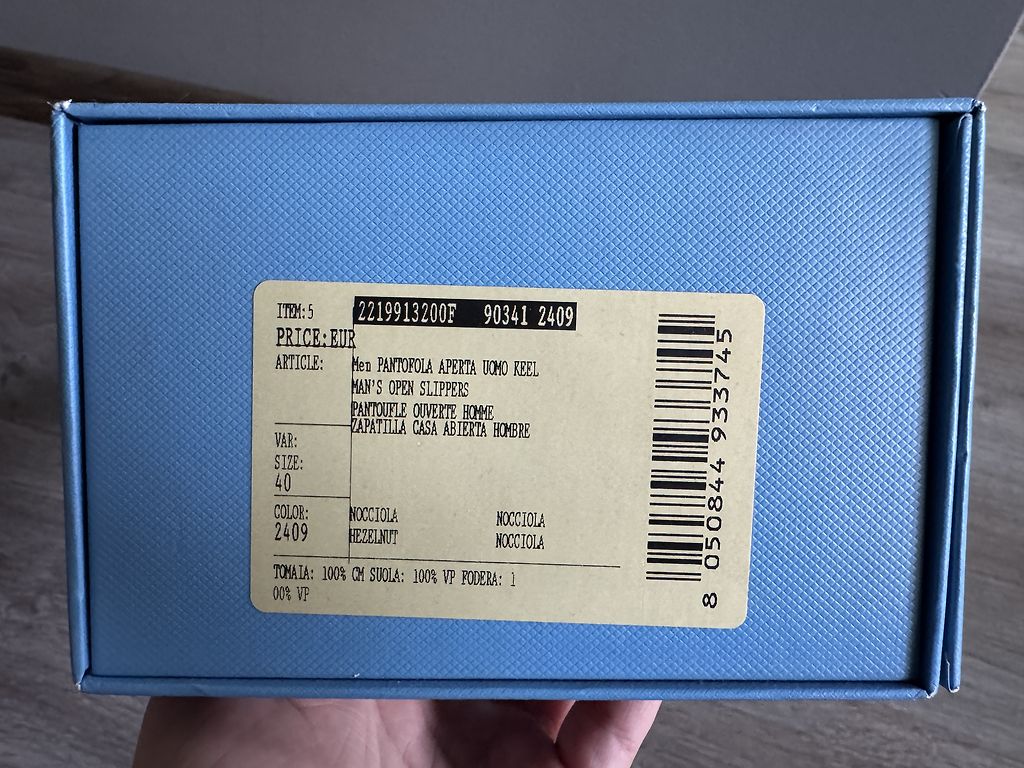 ITEM:5 2219913200F 90341 2409
PRICE:EUR
ARTICLE: Men PANTOFOLA APERTA UOMO KEEL
MAN'S OPEN SLIPPERS
PANTOUFLE OUVERTE HOMME
ZAPATILLA CASA ABIERTA HOMBRE
VAR:
SIZE:
40
COLOR: NOCCIOLA NOCCIOLA
2409 HEZELNUT NOCCIOLA
TOMAIA: 100% CM SUOLA: 100% VP FODERA: 1
00% VP
8 050844 933745